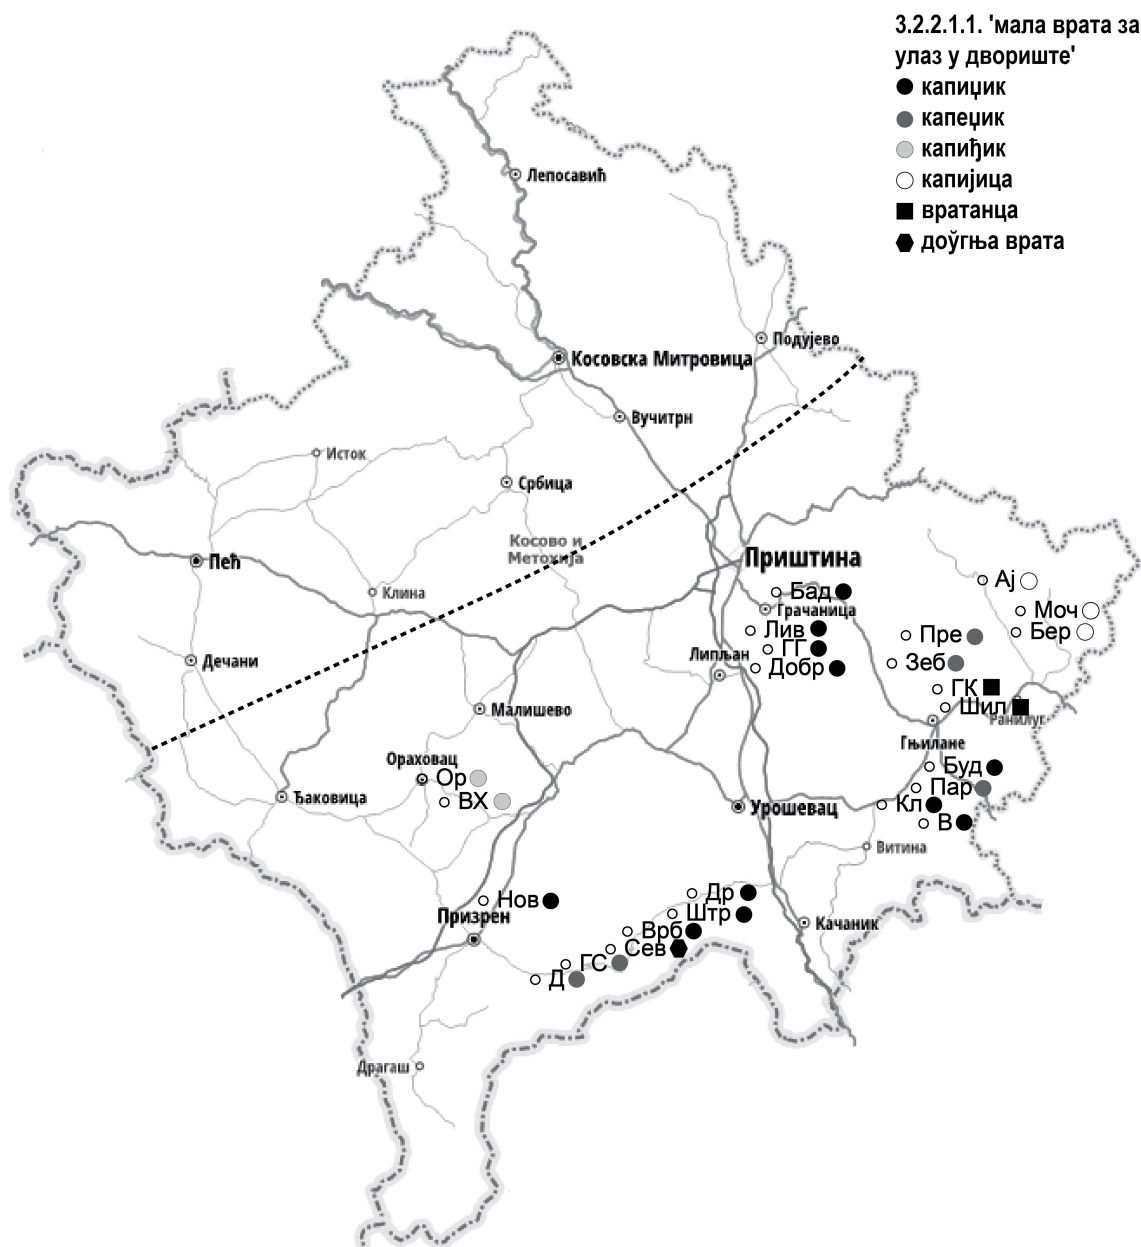 3.2.2.1.1. 'мала врата за
улаз у двориште'
капиџик
капеџик
капиђик
капијица
вратанца
доўгња врата
Лепосавић
Подујево
Косовска Митровица
Вучитрн
Исток
Србица
Косово и
Метохија
Приштина
Пећ
Клина
Бад
Ај
Грачаница
Моч
Лив
Пре
Бер
ГГ
Липљан
Добр
Зеб
Дечани
ГК
Шил
Ранилуг
Малишево
Гњилане
Ораховац
Ор
Буд
Пар
Ђаковица
ВХ
Урошевац
Кл
В
Витина
Нов
Др
Призрен
Штр
Качаник
Врб
Сев
ГС
Д
Драгаш